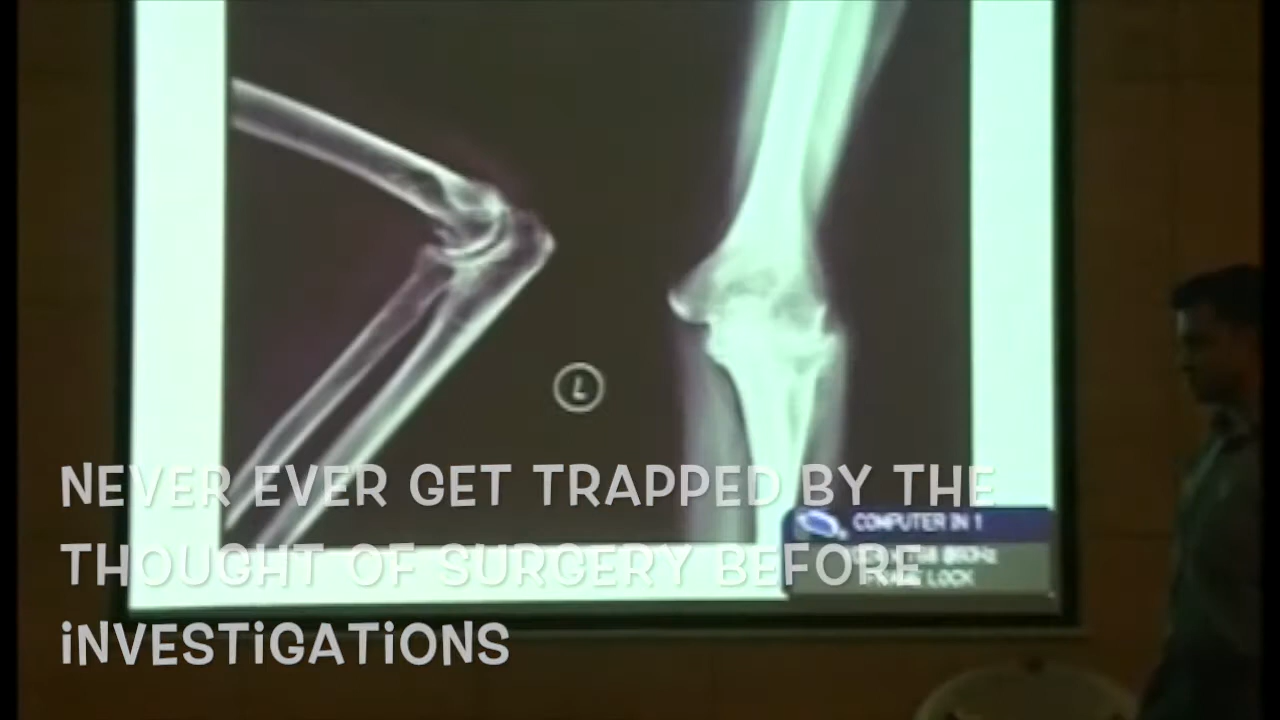 L
NEVER EVER GET TRAPPED BY THE
THOUGHT OF SURGERY BEFORE
iNVESTiGATiONS
COMPUTER IN 1
LOCK